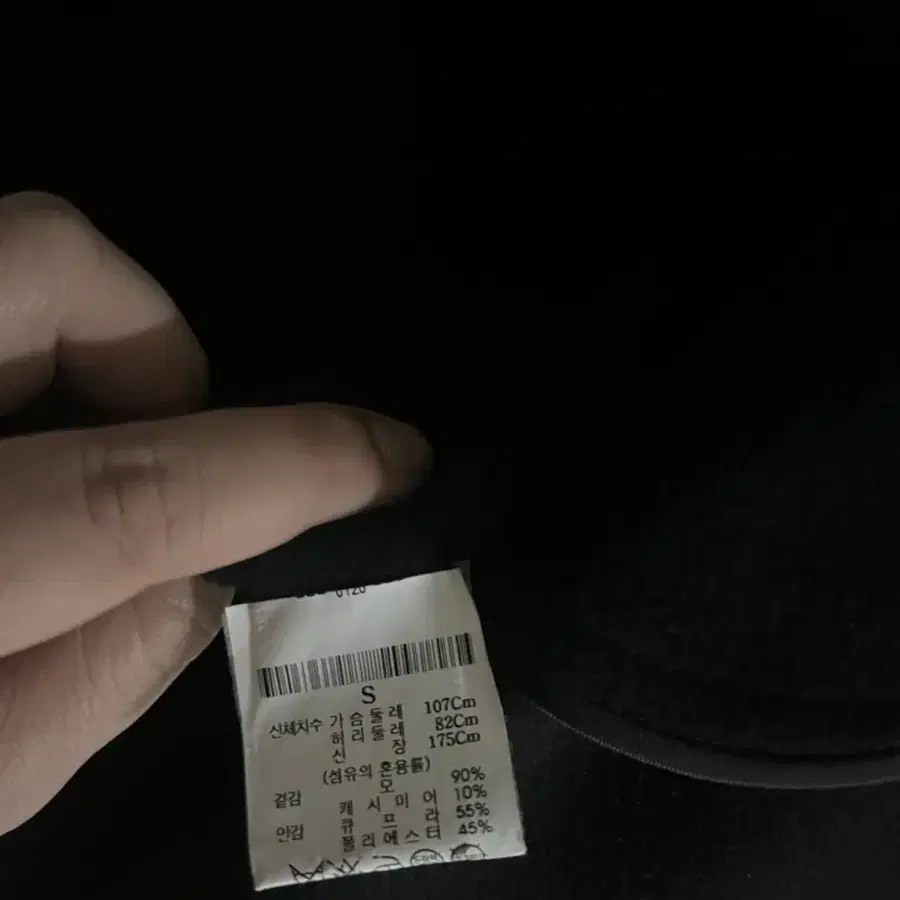 0120
S
신체치수 가슴둘레 107Cm
허리둘레 82Cm
신장 175Cm
(섬유의 혼용률)
겉감 모 90%
캐시미어 10%
안감 큐프라 55%
폴리에스터 45%